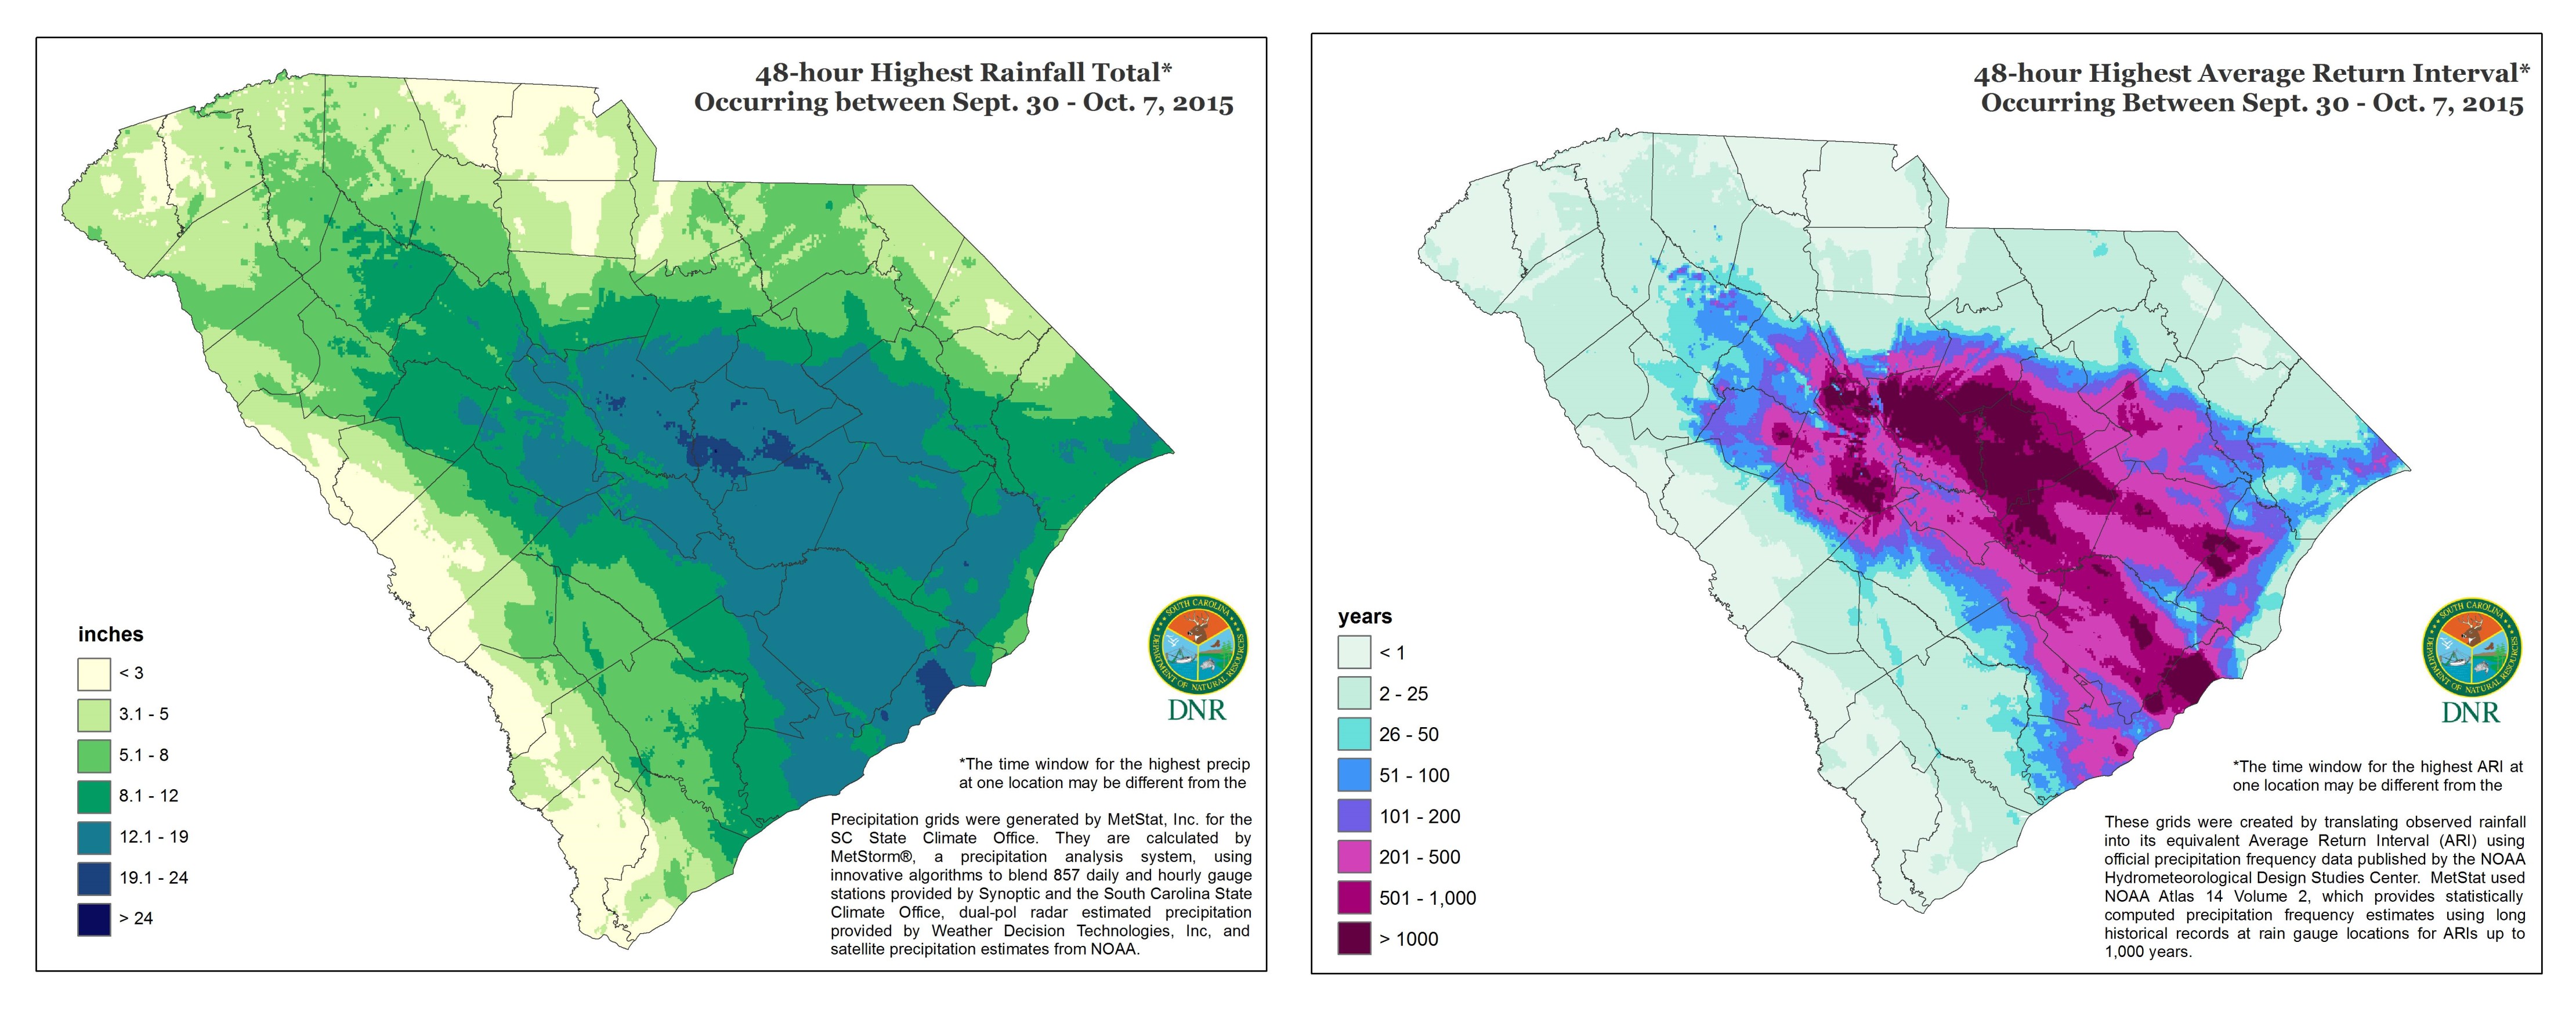 48-hour Highest Rainfall Total*
Occurring between Sept. 30 - Oct. 7, 2015
inches
< 3
3.1 - 5
5.1 - 8
8.1 - 12
12.1 - 19
19.1 - 24
> 24
SOUTH CAROLINA
DEPARTMENT OF NATURAL RESOURCES
DNR
*The time window for the highest precip
at one location may be different from the
Precipitation grids were generated by MetStat, Inc. for the
SC State Climate Office. They are calculated by
MetStorm®, a precipitation analysis system, using
innovative algorithms to blend 857 daily and hourly gauge
stations provided by Synoptic and the South Carolina State
Climate Office, dual-pol radar estimated precipitation
provided by Weather Decision Technologies, Inc, and
satellite precipitation estimates from NOAA.
48-hour Highest Average Return Interval*
Occurring Between Sept. 30 - Oct. 7, 2015
years
< 1
2 - 25
26 - 50
51 - 100
101 - 200
201 - 500
501 - 1,000
> 1000
SOUTH CAROLINA
DEPARTMENT OF NATURAL RESOURCES
DNR
*The time window for the highest ARI at
one location may be different from the
These grids were created by translating observed rainfall
into its equivalent Average Return Interval (ARI) using
official precipitation frequency data published by the NOAA
Hydrometeorological Design Studies Center. MetStat used
NOAA Atlas 14 Volume 2, which provides statistically
computed precipitation frequency estimates using long
historical records at rain gauge locations for ARIs up to
1,000 years.